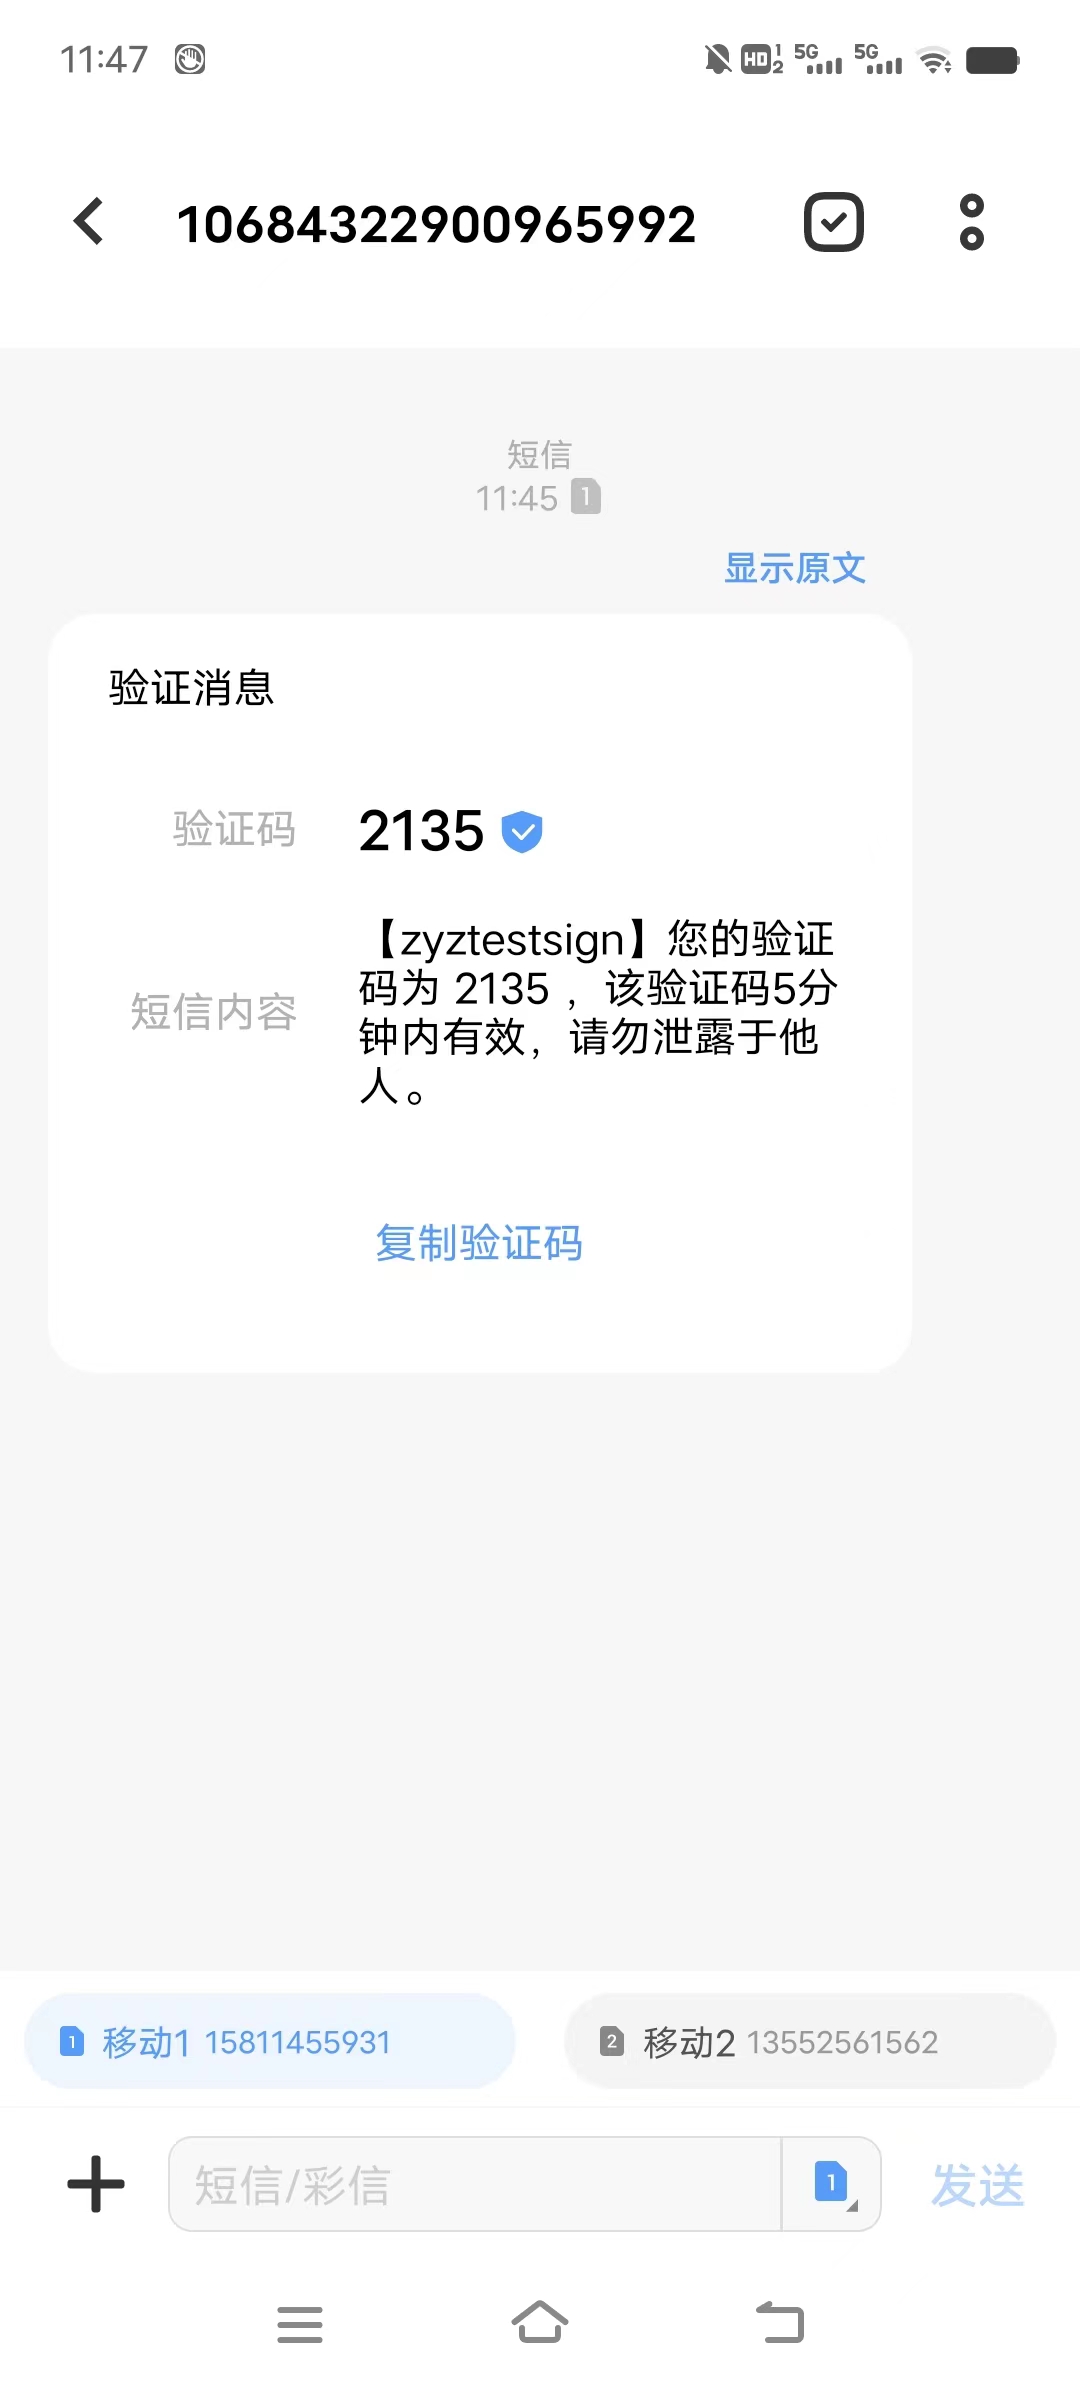 11:47
HD 1 2 5G 5G
10684322900965992
短信
11:45 1
显示原文
验证消息
验证码 2135
短信内容
【zyztestsign】您的验证
码为 2135 ，该验证码5分
钟内有效，请勿泄露于他
人。
复制验证码
1 移动1 15811455931
2 移动2 13552561562
短信/彩信
1
发送